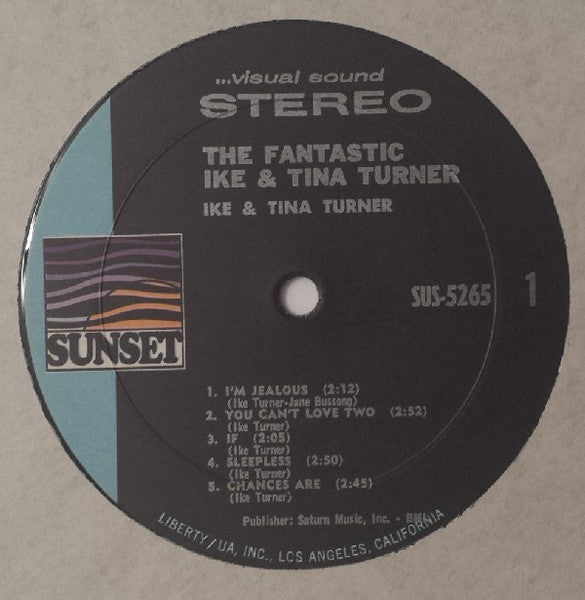 ...visual sound
STEREO
THE FANTASTIC
IKE & TINA TURNER
IKE & TINA TURNER
SUS-5265 1
SUNSET
1. I'M JEALOUS (2:12)
(Ike Turner-Jane Bussong)
2. YOU CAN'T LOVE TWO (2:52)
(Ike Turner)
3. IF (2:05)
(Ike Turner)
4. SLEEPLESS (2:50)
(Ike Turner)
5. CHANCES ARE (2:45)
(Ike Turner)
Publisher: Saturn Music, Inc. - BMI
LIBERTY/UA, INC., LOS ANGELES, CALIFORNIA